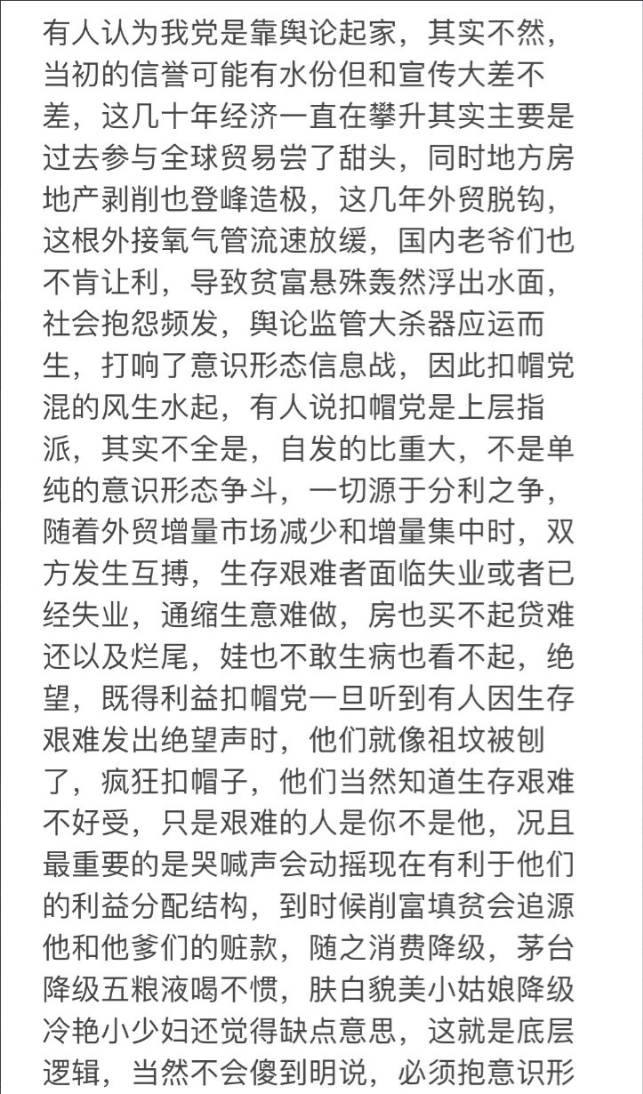 有人认为我党是靠舆论起家，其实不然，
当初的信誉可能有水份但和宣传大差不
差，这几十年经济一直在攀升其实主要是
过去参与全球贸易尝了甜头，同时地方房
地产剥削也登峰造极，这几年外贸脱钩，
这根外接氧气管流速放缓，国内老爷们也
不肯让利，导致贫富悬殊轰然浮出水面，
社会抱怨频发，舆论监管大杀器应运而
生，打响了意识形态信息战，因此扣帽党
混的风生水起，有人说扣帽党是上层指
派，其实不全是，自发的比重大，不是单
纯的意识形态争斗，一切源于分利之争，
随着外贸增量市场减少和增量集中时，双
方发生互搏，生存艰难者面临失业或者已
经失业，通缩生意难做，房也买不起贷难
还以及烂尾，娃也不敢生病也看不起，绝
望，既得利益扣帽党一旦听到有人因生存
艰难发出绝望声时，他们就像祖坟被刨
了，疯狂扣帽子，他们当然知道生存艰难
不好受，只是艰难的人是你不是他，况且
最重要的是哭喊声会动摇现在有利于他们
的利益分配结构，到时候削富填贫会追源
他和他爹们的赃款，随之消费降级，茅台
降级五粮液喝不惯，肤白貌美小姑娘降级
冷艳小少妇还觉得缺点意思，这就是底层
逻辑，当然不会傻到明说，必须抱意识形